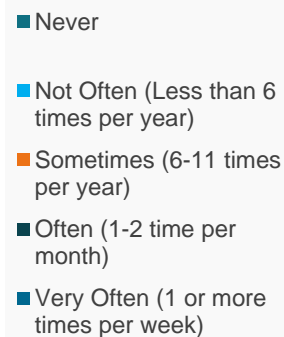 Never
Not Often (Less than 6
times per year)
Sometimes (6-11 times
per year)
Often (1-2 time per
month)
Very Often (1 or more
times per week)